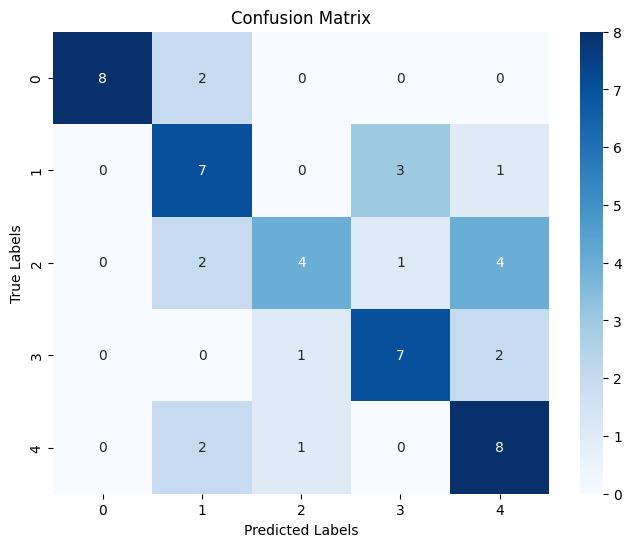 Confusion Matrix
True Labels
0 8 2 0 0 0
1 0 7 0 3 1
2 0 2 4 1 4
3 0 0 1 7 2
4 0 2 1 0 8
0 1 2 3 4
Predicted Labels
8
7
6
5
4
3
2
1
0